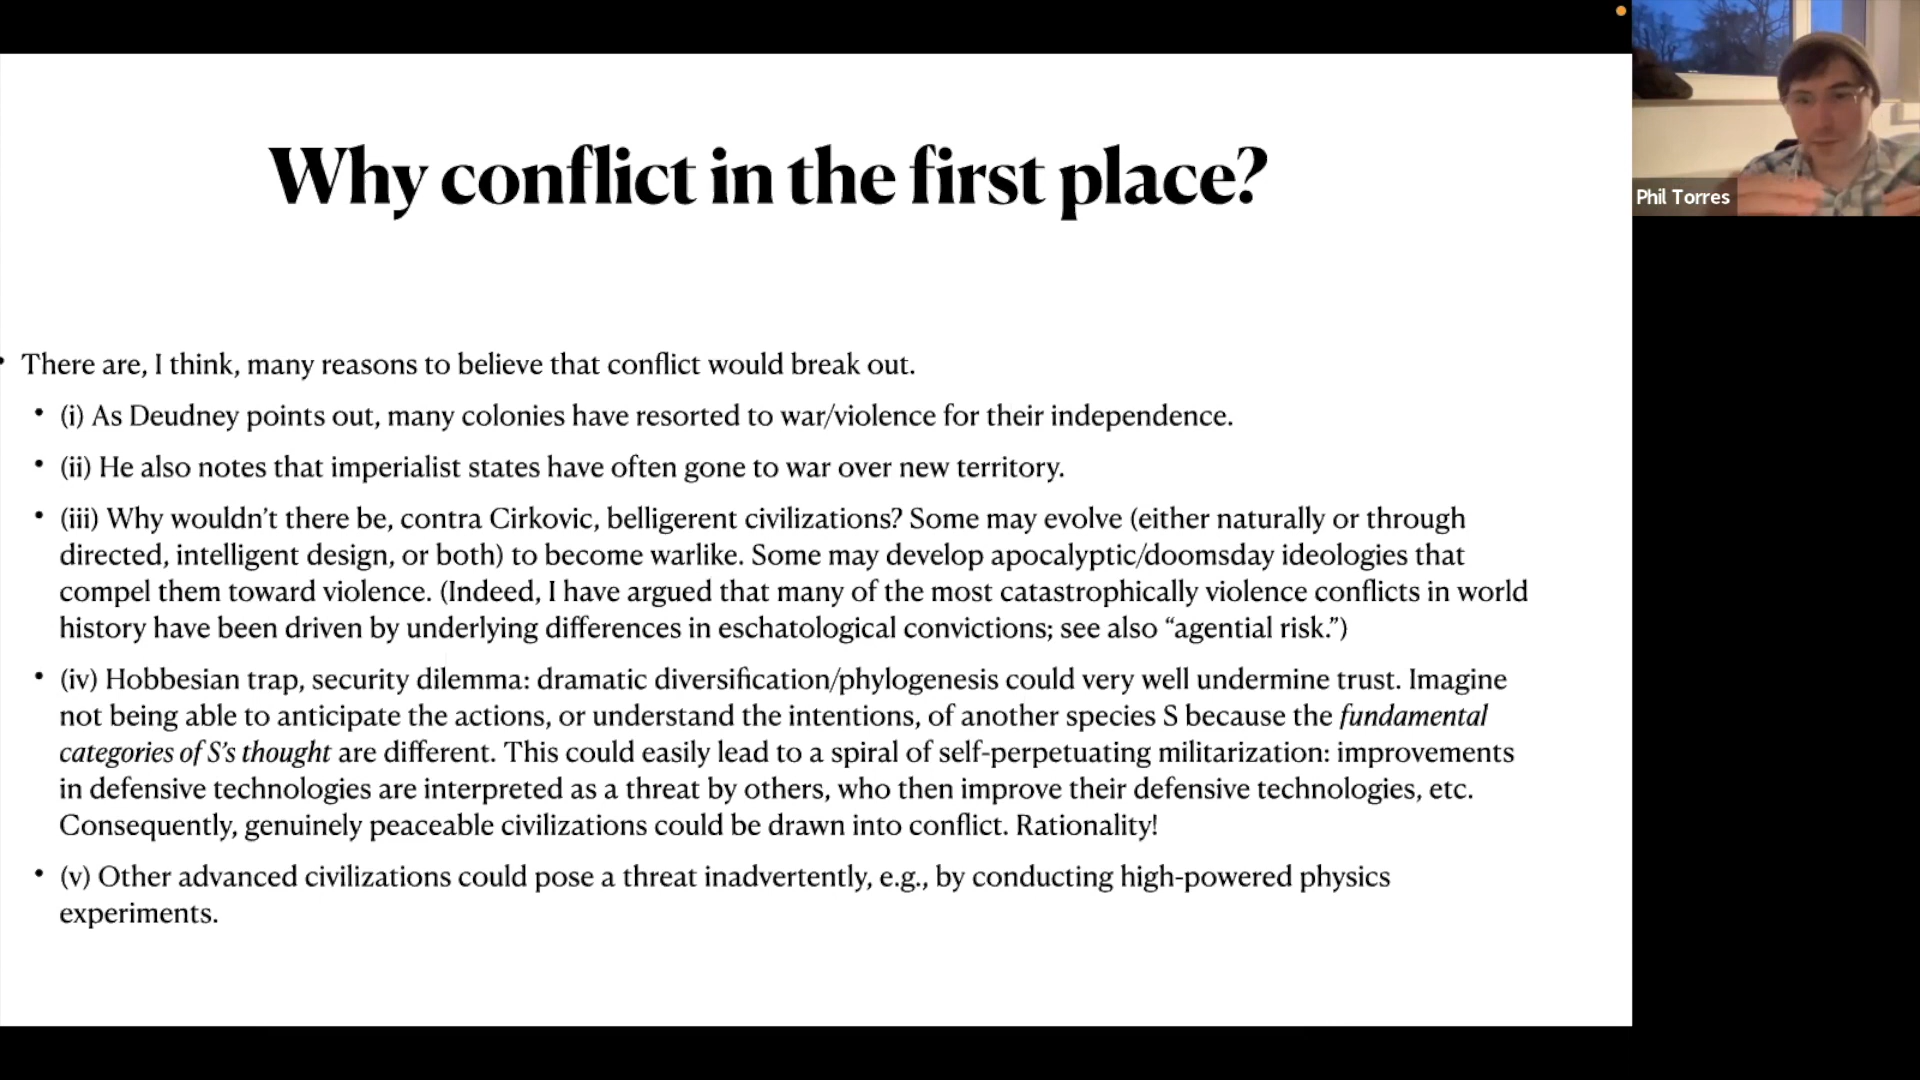 Why conflict in the first place?
• There are, I think, many reasons to believe that conflict would break out.
• (i) As Deudney points out, many colonies have resorted to war/violence for their independence.
• (ii) He also notes that imperialist states have often gone to war over new territory.
• (iii) Why wouldn’t there be, contra Cirkovic, belligerent civilizations? Some may evolve (either naturally or through
directed, intelligent design, or both) to become warlike. Some may develop apocalyptic/doomsday ideologies that
compel them toward violence. (Indeed, I have argued that many of the most catastrophically violence conflicts in world
history have been driven by underlying differences in eschatological convictions; see also “agential risk.”)
• (iv) Hobbesian trap, security dilemma: dramatic diversification/phylogenesis could very well undermine trust. Imagine
not being able to anticipate the actions, or understand the intentions, of another species S because the fundamental
categories of S’s thought are different. This could easily lead to a spiral of self-perpetuating militarization: improvements
in defensive technologies are interpreted as a threat by others, who then improve their defensive technologies, etc.
Consequently, genuinely peaceable civilizations could be drawn into conflict. Rationality!
• (v) Other advanced civilizations could pose a threat inadvertently, e.g., by conducting high-powered physics
experiments.
Phil Torres